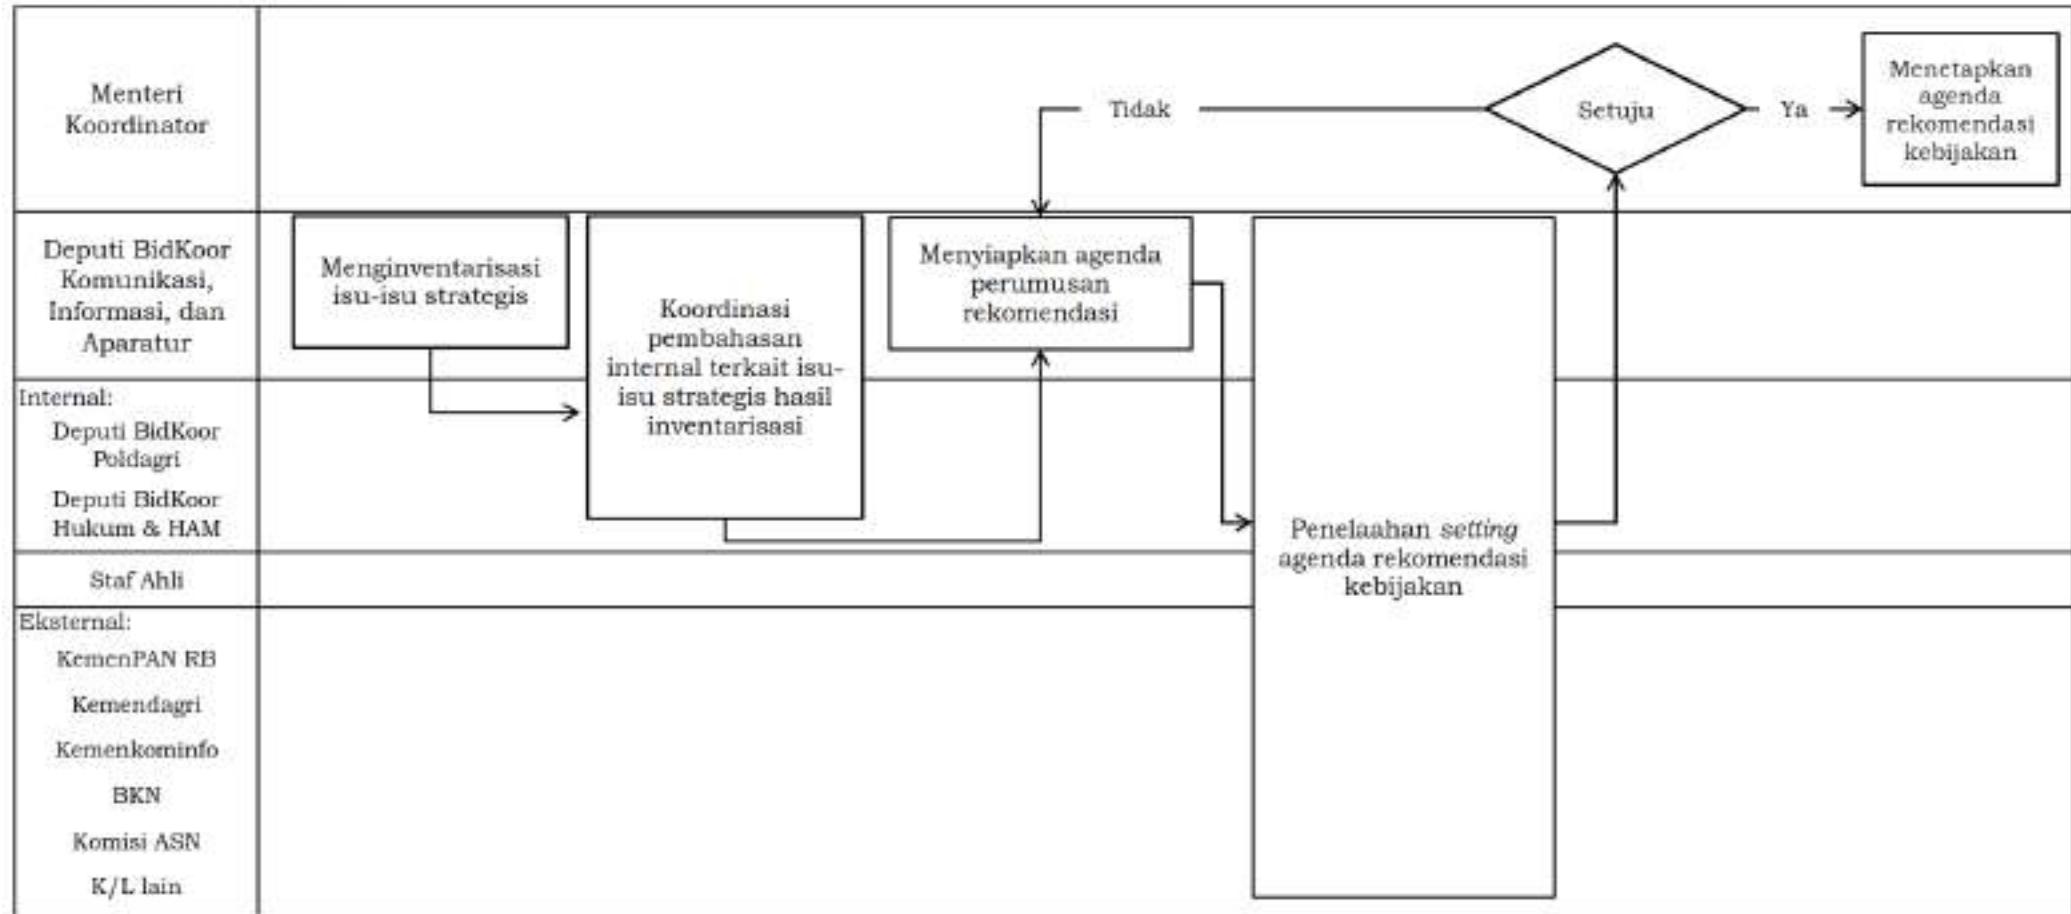 Menteri
Koordinator
Tidak
Setuju
Ya
Menetapkan
agenda
rekomendasi
kebijakan
Deputi BidKoor
Komunikasi,
Informasi, dan
Aparatur
Menginventarisasi
isu-isu strategis
Koordinasi
pembahasan
internal terkait isu-
isu strategis hasil
inventarisasi
Menyiapkan agenda
perumusan
rekomendasi
Penelaahan setting
agenda rekomendasi
kebijakan
Internal:
Deputi BidKoor
Poldagri
Deputi BidKoor
Hukum & HAM
Staf Ahli
Eksternal:
KemenPAN RB
Kemendagri
Kemenkominfo
BKN
Komisi ASN
K/L lain